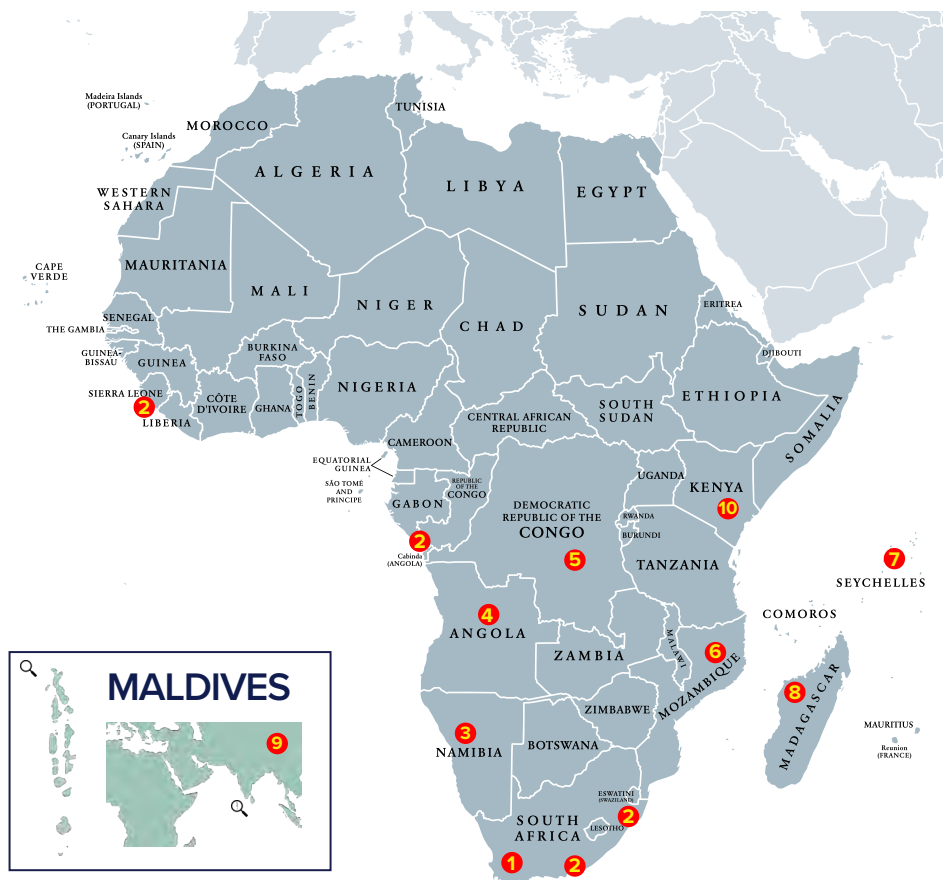 Madeira Islands
(PORTUGAL)
TUNISIA
MOROCCO
Canary Islands
(SPAIN)
ALGERIA
LIBYA
EGYPT
WESTERN
SAHARA
CAPE
VERDE
MAURITANIA
MALI
NIGER
CHAD
SUDAN
ERITREA
SENEGAL
THE GAMBIA
GUINEA-
BISSAU
GUINEA
BURKINA
FASO
DJIBOUTI
SIERRA LEONE
2
LIBERIA
CÔTE
D'IVOIRE
GHANA
TOGO
BENIN
NIGERIA
CENTRAL AFRICAN
REPUBLIC
SOUTH
SUDAN
ETHIOPIA
SOMALIA
CAMEROON
EQUATORIAL
GUINEA
SÃO TOMÉ
AND
PRINCIPE
GABON
REPUBLIC
OF THE
CONGO
DEMOCRATIC
REPUBLIC OF THE
CONGO
5
UGANDA
KENYA
10
RWANDA
BURUNDI
2
Cabinda
(ANGOLA)
TANZANIA
7
SEYCHELLES
COMOROS
4
ANGOLA
ZAMBIA
MALAWI
6
MOZAMBIQUE
8
MADAGASCAR
MAURITIUS
Reunion
(FRANCE)
3
NAMIBIA
ZIMBABWE
BOTSWANA
ESWATINI
(SWAZILAND)
2
SOUTH
AFRICA
LESOTHO
1
2
MALDIVES
9